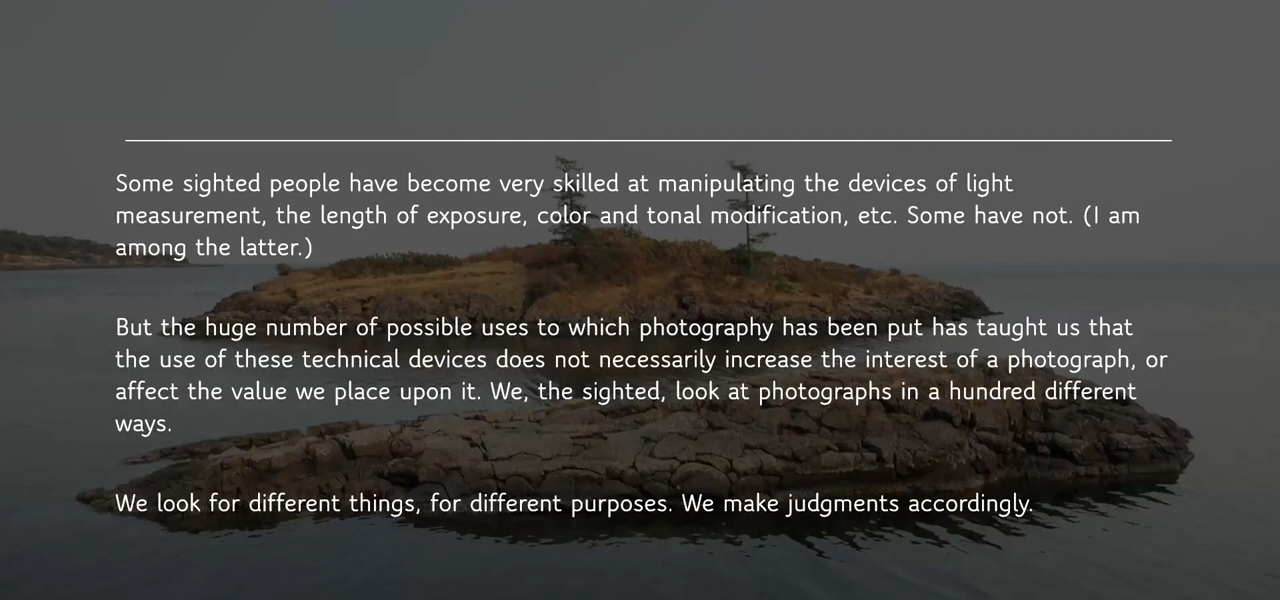 Some sighted people have become very skilled at manipulating the devices of light
measurement, the length of exposure, color and tonal modification, etc. Some have not. (I am
among the latter.)
But the huge number of possible uses to which photography has been put has taught us that
the use of these technical devices does not necessarily increase the interest of a photograph, or
affect the value we place upon it. We, the sighted, look at photographs in a hundred different
ways.
We look for different things, for different purposes. We make judgments accordingly.